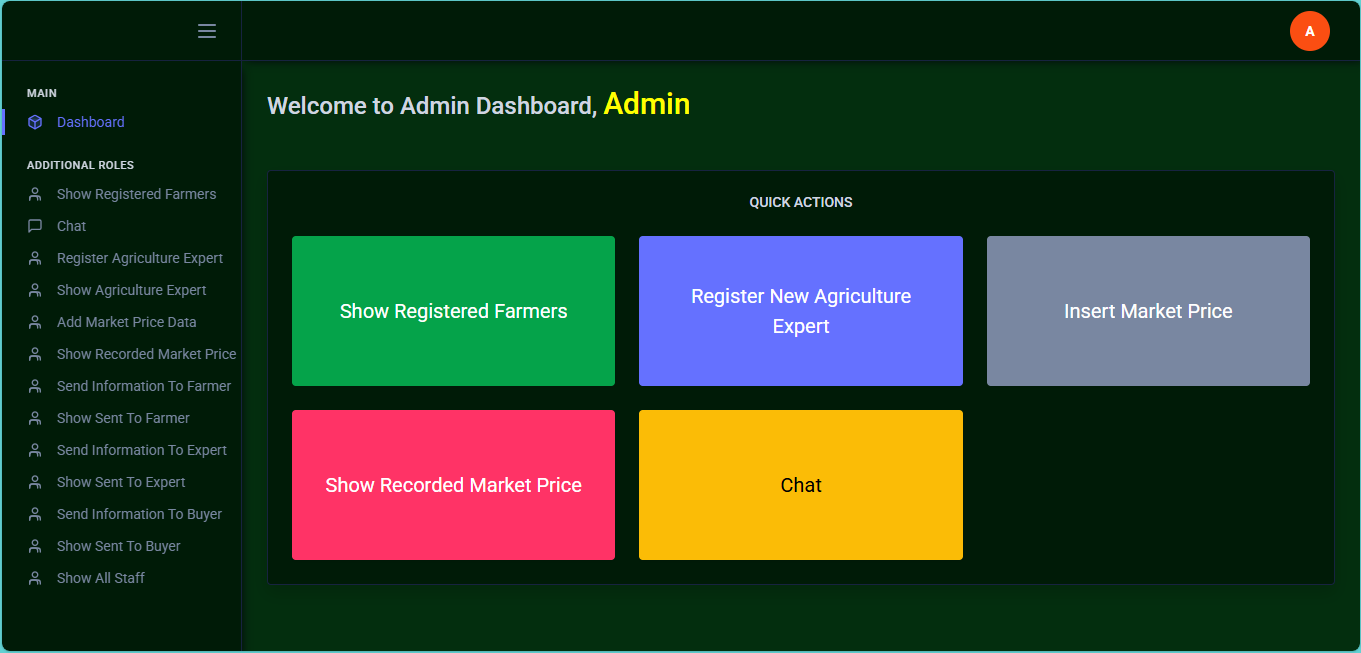 A
MAIN
Dashboard
ADDITIONAL ROLES
Show Registered Farmers
Chat
Register Agriculture Expert
Show Agriculture Expert
Add Market Price Data
Show Recorded Market Price
Send Information To Farmer
Show Sent To Farmer
Send Information To Expert
Show Sent To Expert
Send Information To Buyer
Show Sent To Buyer
Show All Staff
Welcome to Admin Dashboard, Admin
QUICK ACTIONS
Show Registered Farmers
Register New Agriculture
Expert
Insert Market Price
Show Recorded Market Price
Chat